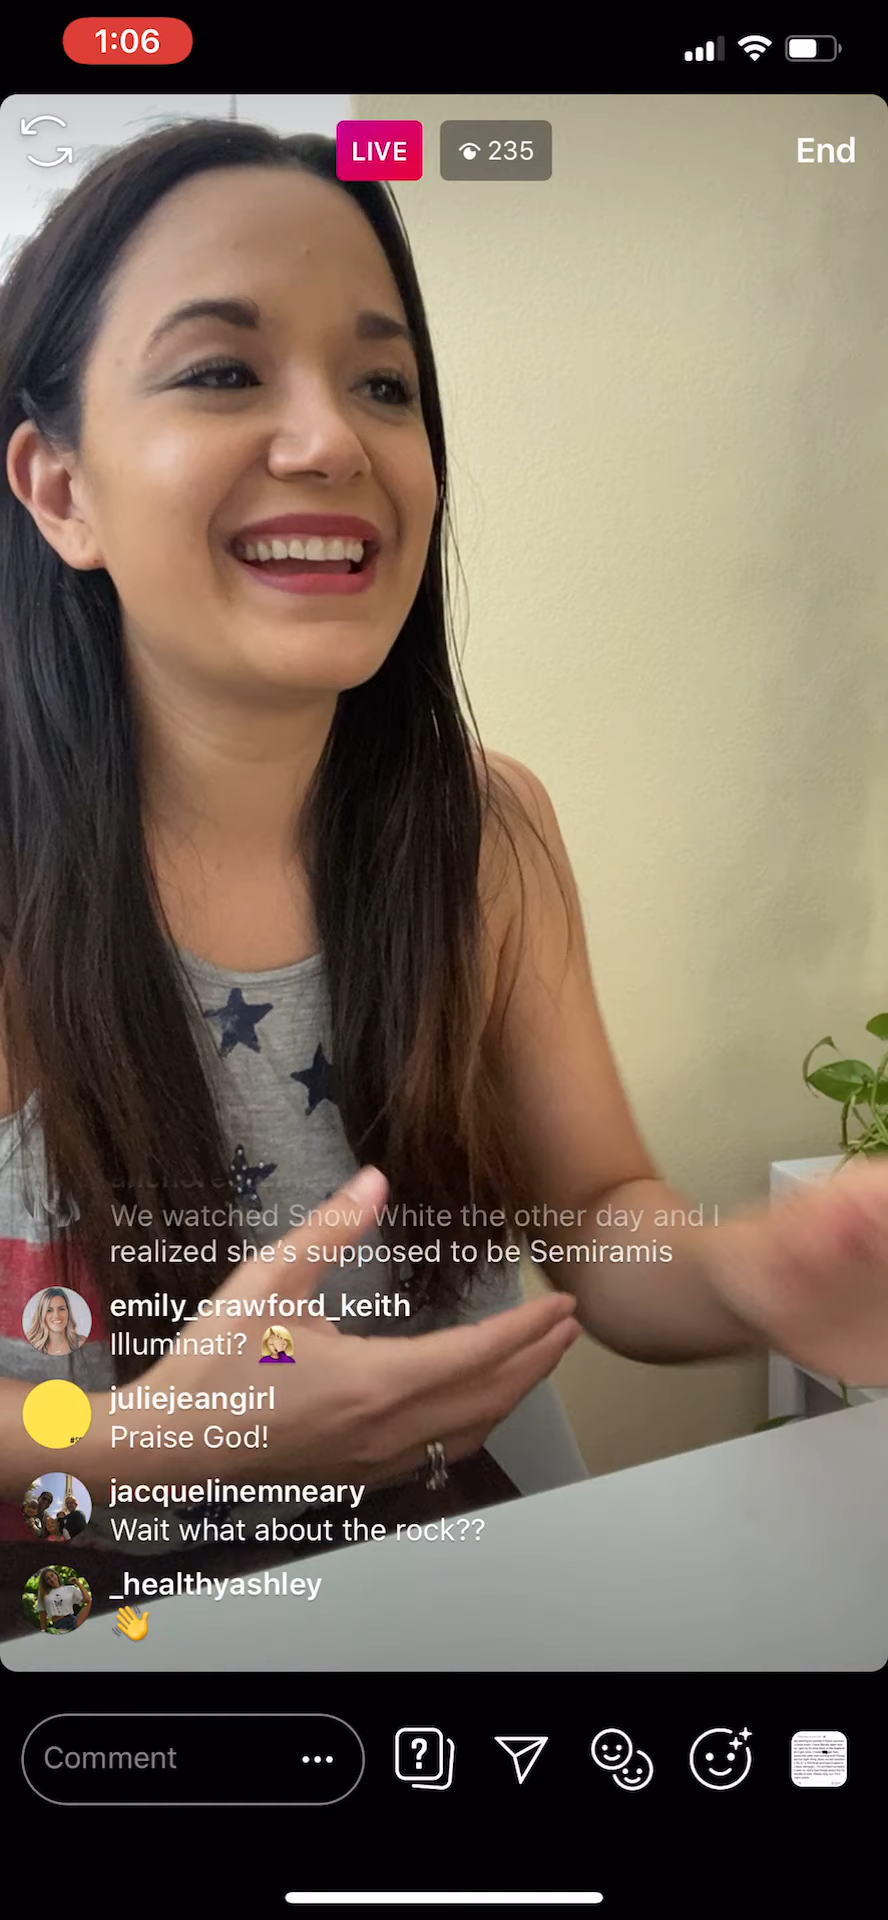 1:06
LIVE
235
End
We watched Snow White the other day and I
realized she's supposed to be Semiramis
emily_crawford_keith
Illuminati? 🤦🏼‍♀️
juliejeangirl
Praise God!
jacquelinemneary
Wait what about the rock??
_healthyashley
👋
Comment